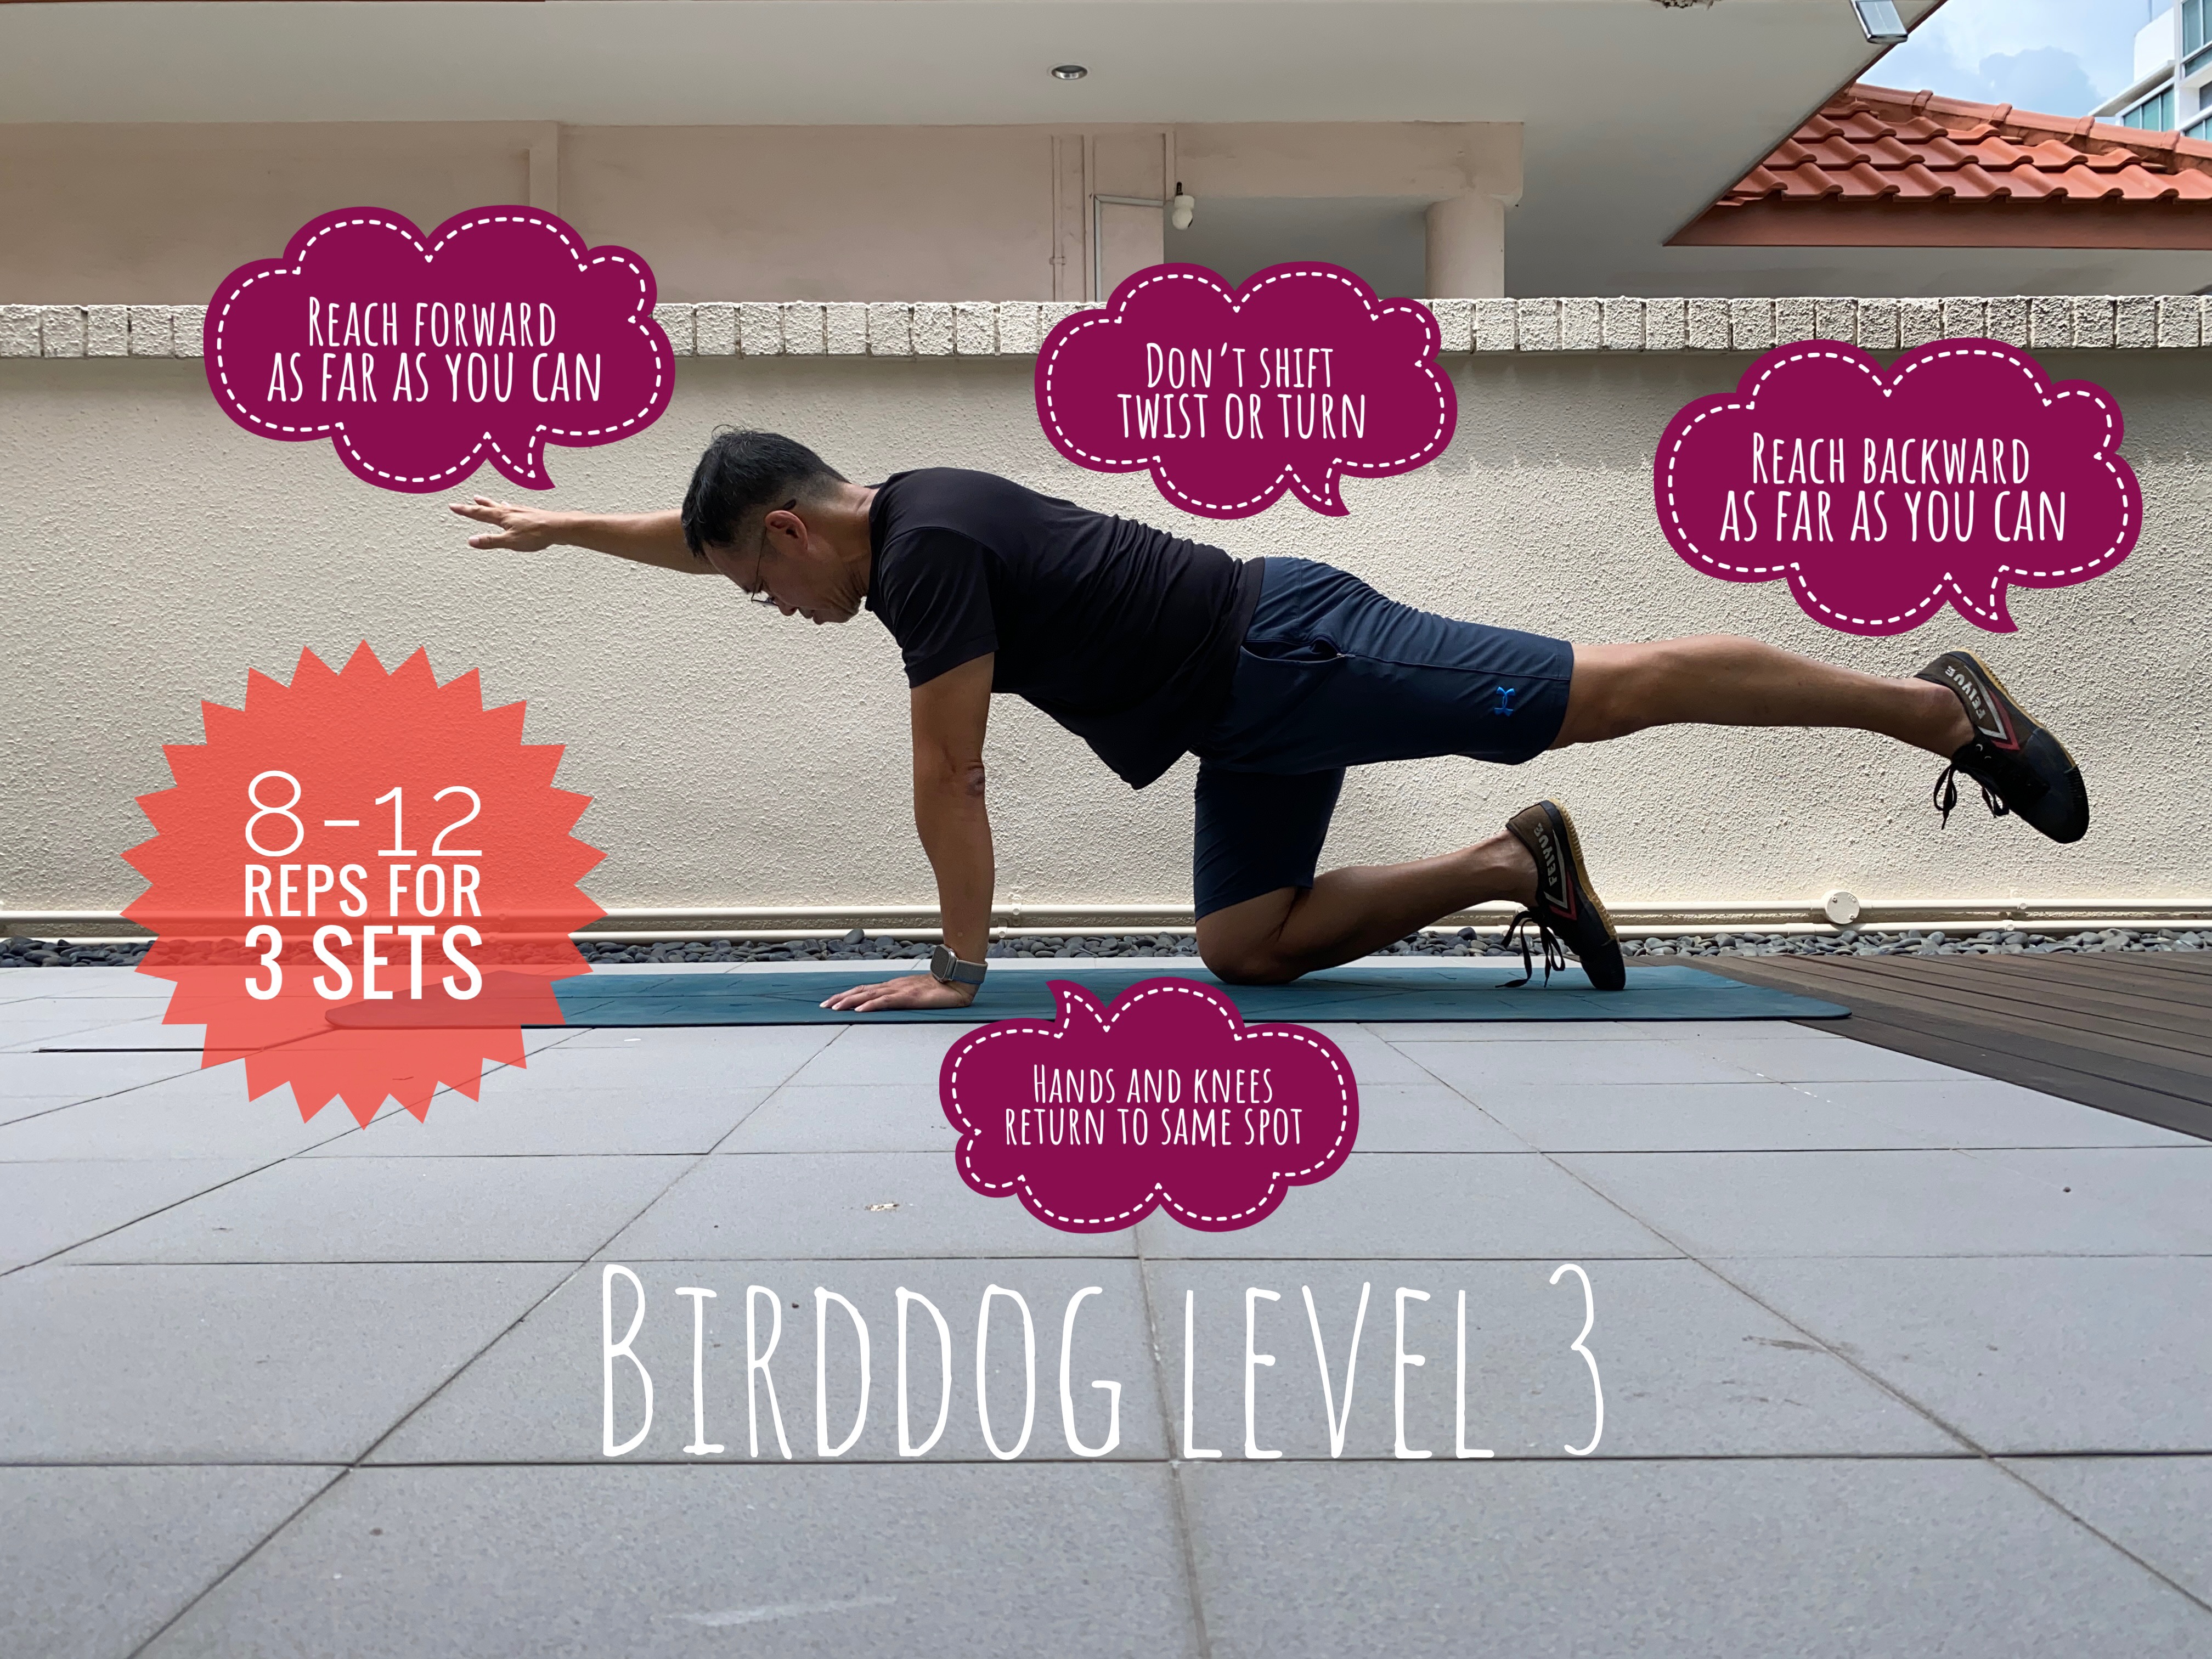 Reach forward
as far as you can
Don't shift
twist or turn
Reach backward
as far as you can
8-12
REPS FOR
3 SETS
FEIYUE
FEIYUE
Hands and knees
return to same spot
Birddog level 3